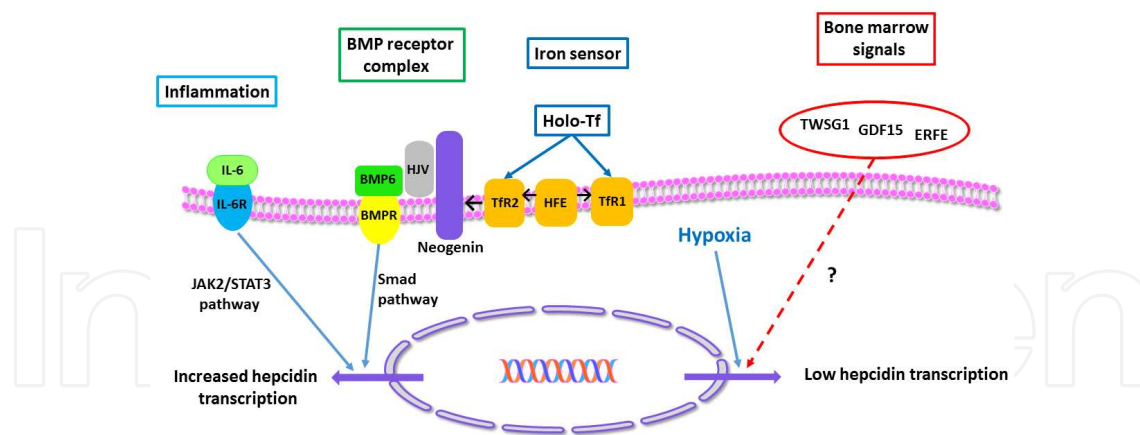 Bone marrow
signals
BMP receptor
complex
Iron sensor
Inflammation
Holo-Tf
TWSG1 GDF15 ERFE
IL-6
IL-6R
BMP6
BMPR
HJV
Neogenin
TfR2
HFE
TfR1
Hypoxia
?
JAK2/STAT3
pathway
Smad
pathway
Increased hepcidin
transcription
Low hepcidin transcription